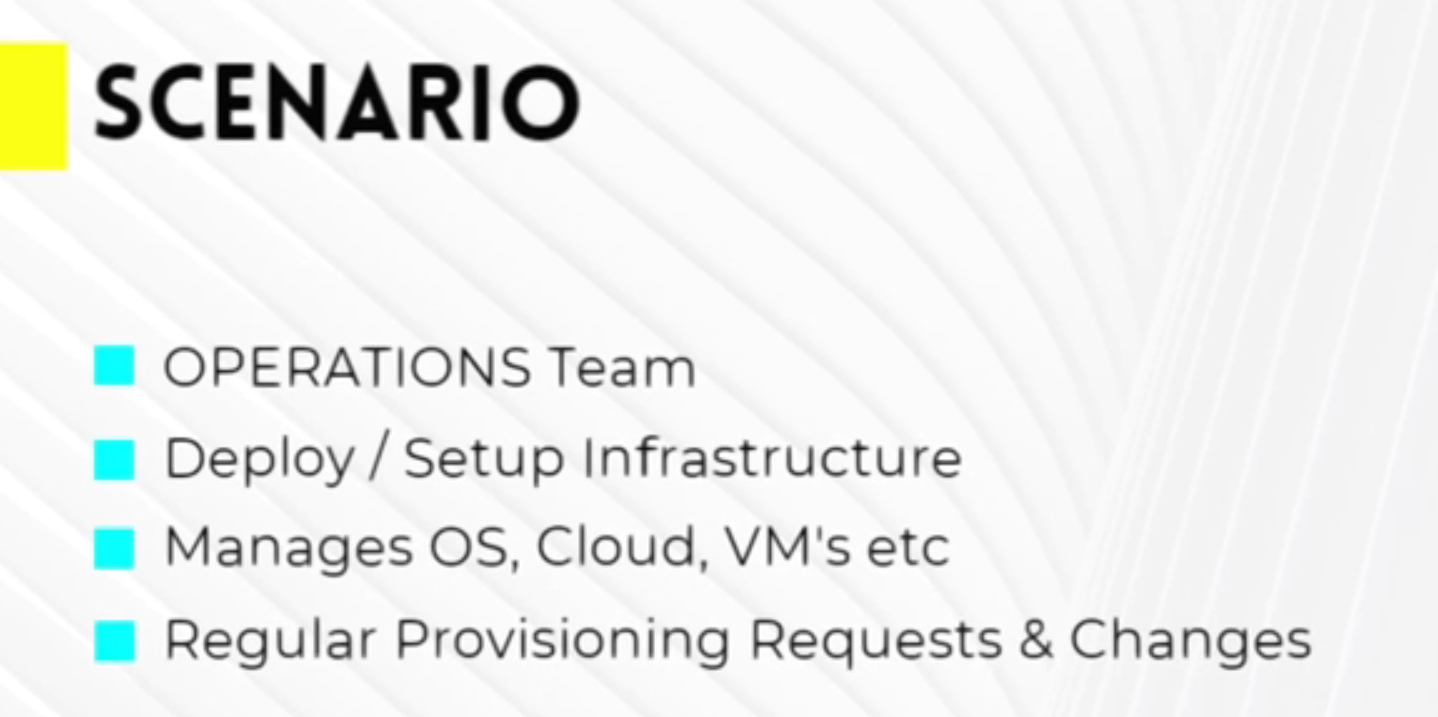 SCENARIO
OPERATIONS Team
Deploy / Setup Infrastructure
Manages OS, Cloud, VM's etc
Regular Provisioning Requests & Changes